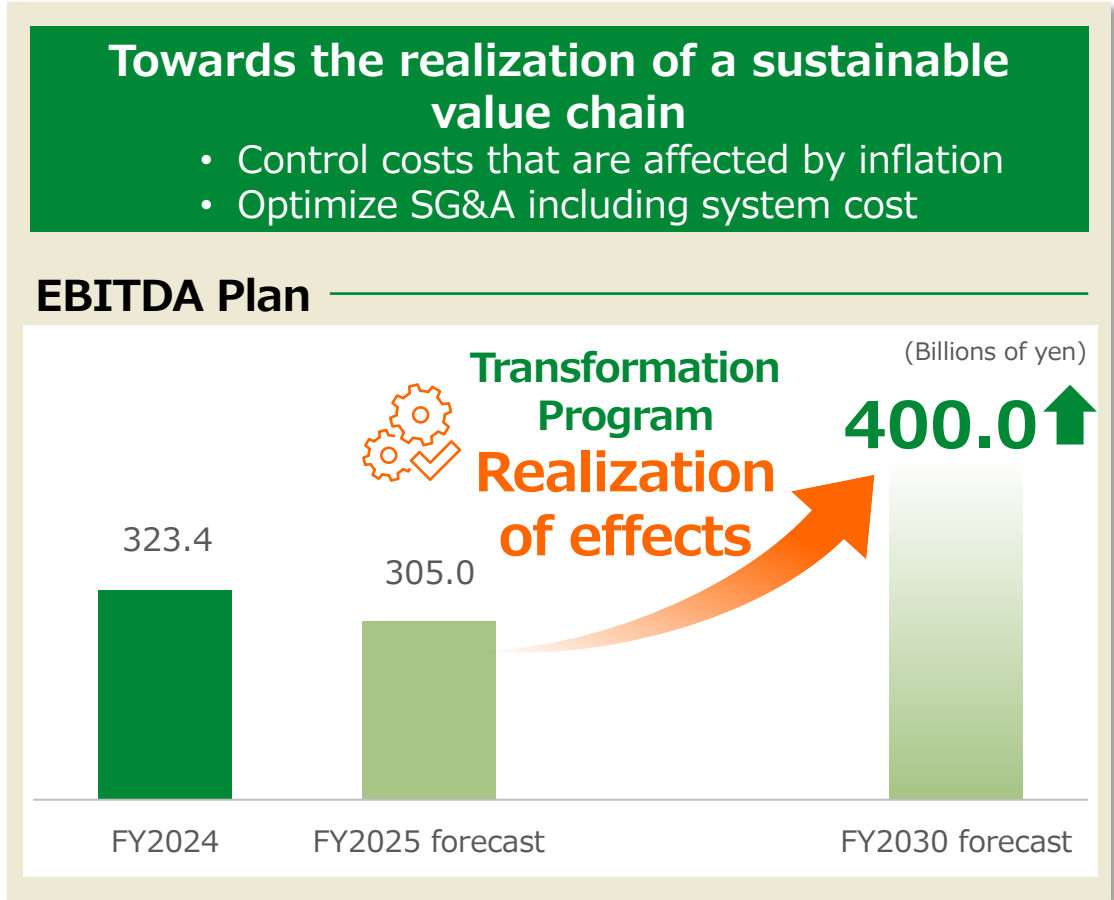 Towards the realization of a sustainable
value chain
• Control costs that are affected by inflation
• Optimize SG&A including system cost
EBITDA Plan
(Billions of yen)
Transformation
Program
Realization
of effects
400.0
323.4
305.0
FY2024
FY2025 forecast
FY2030 forecast